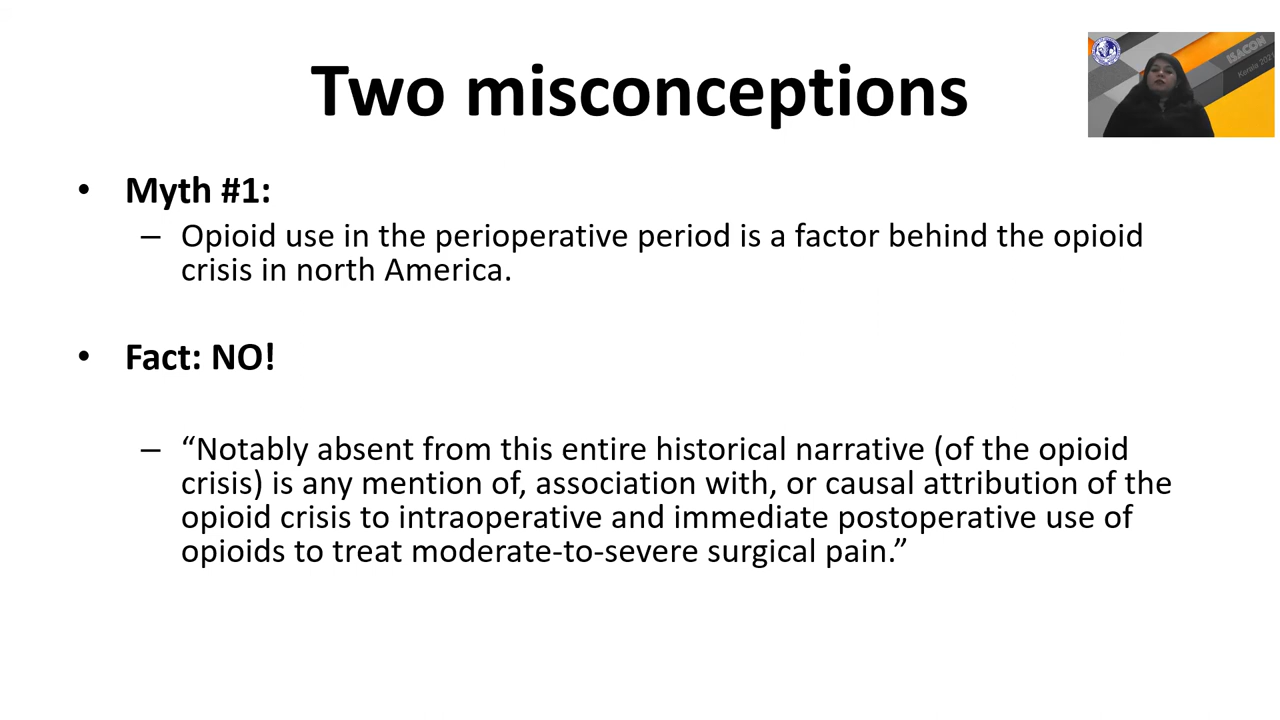 Two misconceptions
ISACON
Kerala 2021
• Myth #1:
– Opioid use in the perioperative period is a factor behind the opioid
crisis in north America.
• Fact: NO!
– “Notably absent from this entire historical narrative (of the opioid
crisis) is any mention of, association with, or causal attribution of the
opioid crisis to intraoperative and immediate postoperative use of
opioids to treat moderate-to-severe surgical pain.”